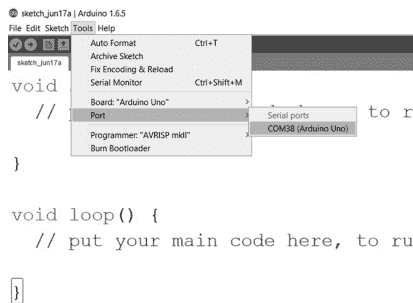 sketch_jun17a | Arduino 1.6.5
File Edit Sketch Tools Help
sketch_jun17a
Auto Format Ctrl+T
Archive Sketch
Fix Encoding & Reload
Serial Monitor Ctrl+Shift+M
Board: "Arduino Uno"
Port
Serial ports
COM38 (Arduino Uno)
Programmer: "AVRISP mkII"
Burn Bootloader
void
// p to r
}
void loop() {
// put your main code here, to ru
}